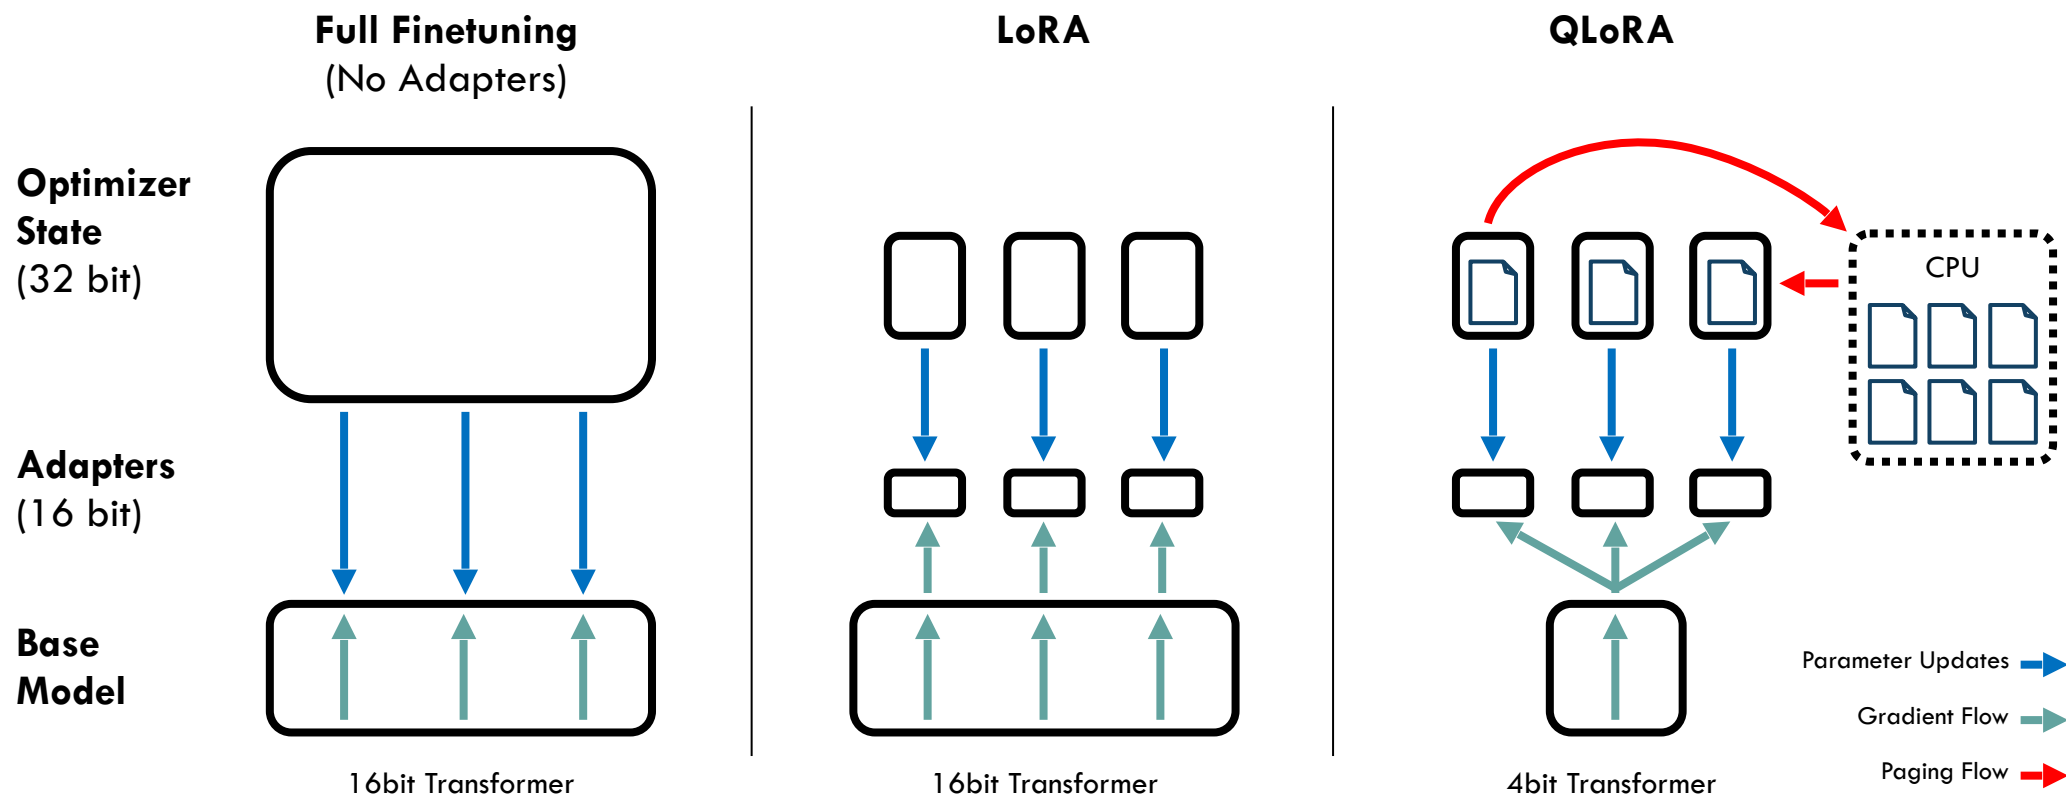 Full Finetuning
(No Adapters)
LoRA
QLoRA
Optimizer
State
(32 bit)
CPU
Adapters
(16 bit)
Base
Model
Parameter Updates
Gradient Flow
Paging Flow
16bit Transformer
16bit Transformer
4bit Transformer